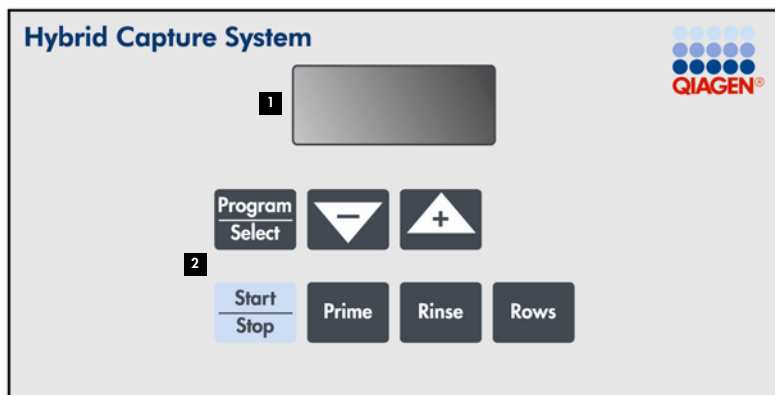 Hybrid Capture System
QIAGEN®
1
Program
Select
−
+
2
Start
Stop
Prime
Rinse
Rows